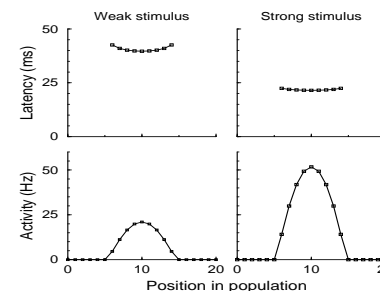 Weak stimulus Strong stimulus
50
Latency (ms)
25
0
50
Activity (Hz)
25
0
0 10 20 0 10 20
Position in population